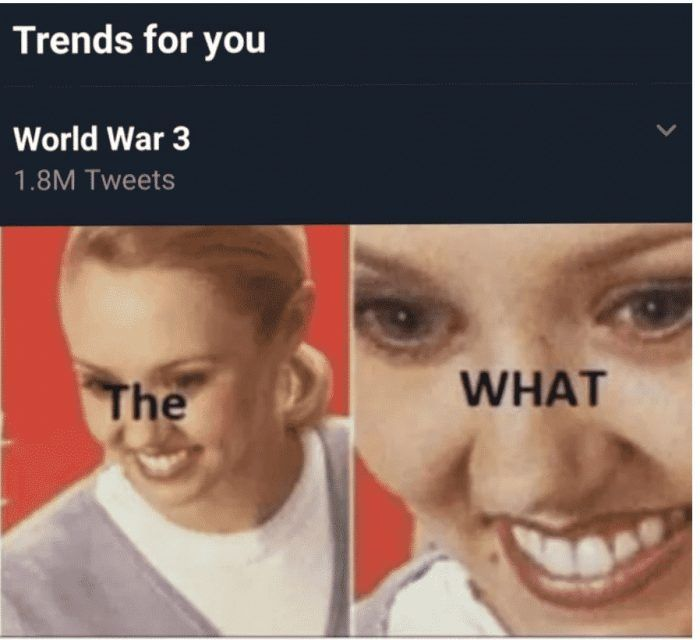 Trends for you
World War 3
1.8M Tweets
The
WHAT